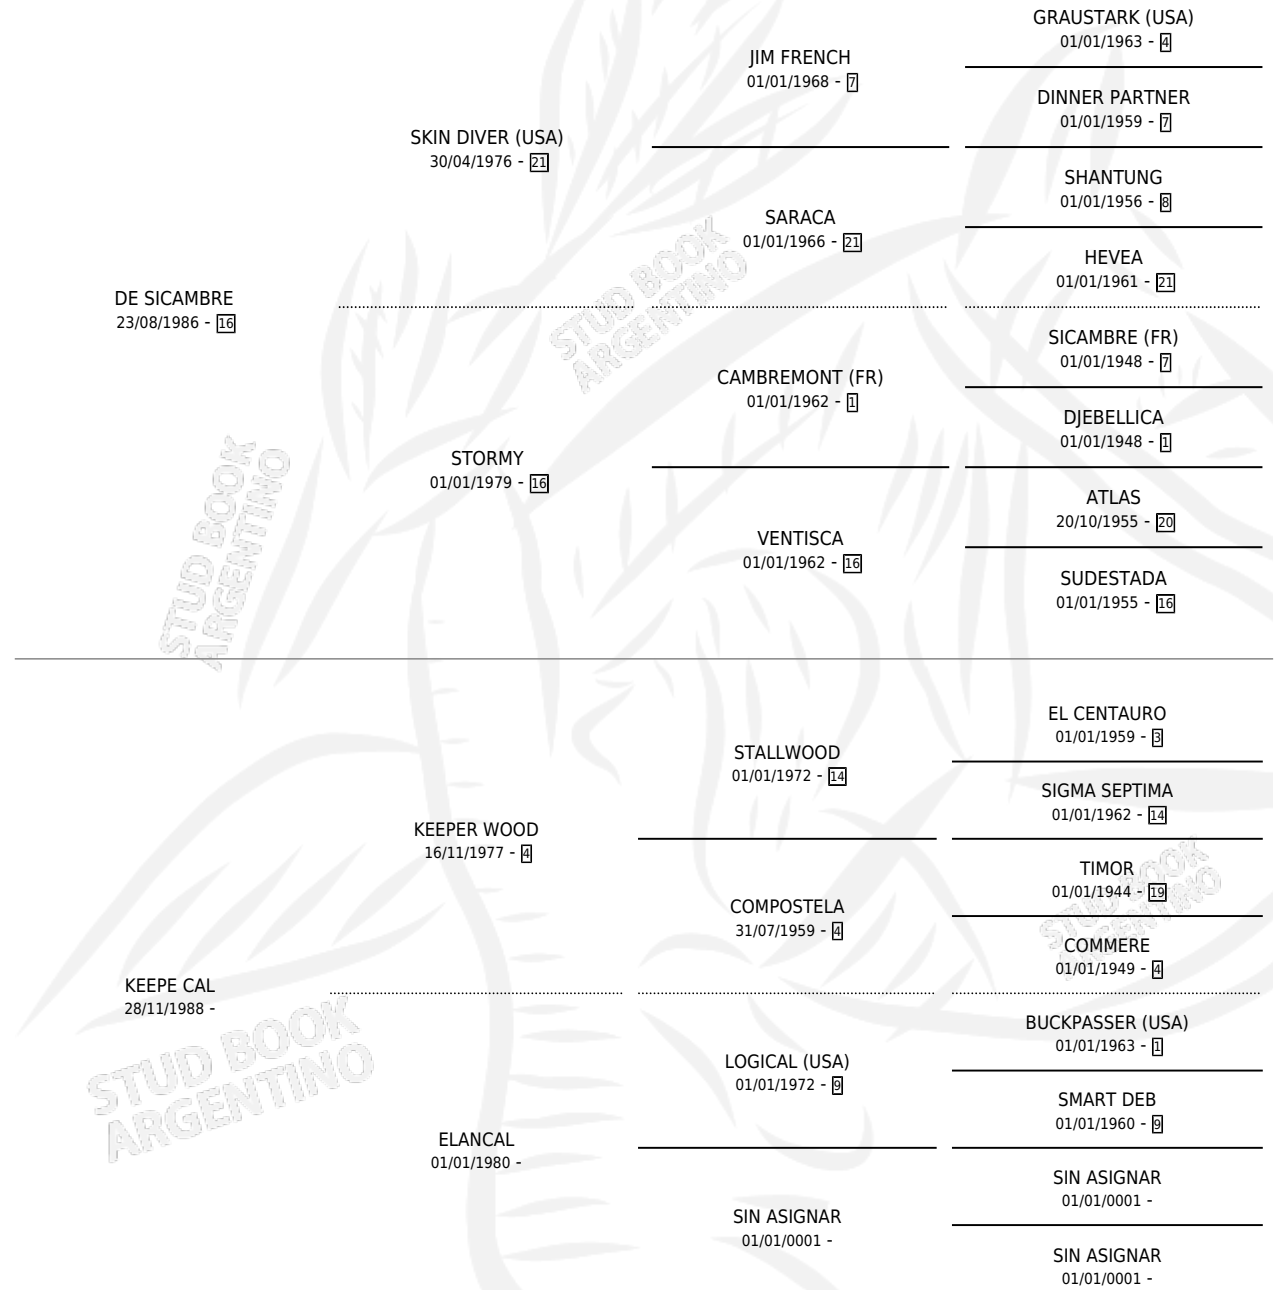 GRAUSTARK (USA)
01/01/1963 - 4
JIM FRENCH
01/01/1968 - 7
DINNER PARTNER
01/01/1959 - 7
SKIN DIVER (USA)
30/04/1976 - 21
SHANTUNG
01/01/1956 - 8
SARACA
01/01/1966 - 21
HEVEA
01/01/1961 - 21
DE SICAMBRE
23/08/1986 - 16
SICAMBRE (FR)
01/01/1948 - 7
CAMBREMONT (FR)
01/01/1962 - 1
DJEBELLICA
01/01/1948 - 1
STORMY
01/01/1979 - 16
ATLAS
20/10/1955 - 20
VENTISCA
01/01/1962 - 16
SUDESTADA
01/01/1955 - 16
EL CENTAURO
01/01/1959 - 3
STALLWOOD
01/01/1972 - 14
SIGMA SEPTIMA
01/01/1962 - 14
KEEPER WOOD
16/11/1977 - 4
TIMOR
01/01/1944 - 19
COMPOSTELA
31/07/1959 - 4
COMMERE
01/01/1949 - 4
KEEPE CAL
28/11/1988 -
BUCKPASSER (USA)
01/01/1963 - 1
LOGICAL (USA)
01/01/1972 - 9
SMART DEB
01/01/1960 - 9
ELANCAL
01/01/1980 -
SIN ASIGNAR
01/01/0001 -
SIN ASIGNAR
01/01/0001 -
SIN ASIGNAR
01/01/0001 -
STUD BOOK
ARGENTINO
STUD BOOK
ARGENTINO
STUD BOOK
ARGENTINO
STUD BOOK
ARGENTINO